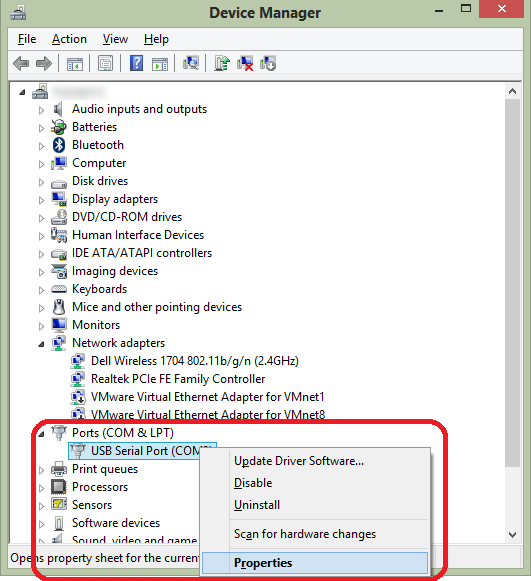 Device Manager
File Action View Help
Audio inputs and outputs
Batteries
Bluetooth
Computer
Disk drives
Display adapters
DVD/CD-ROM drives
Human Interface Devices
IDE ATA/ATAPI controllers
Imaging devices
Keyboards
Mice and other pointing devices
Monitors
Network adapters
Dell Wireless 1704 802.11b/g/n (2.4GHz)
Realtek PCIe FE Family Controller
VMware Virtual Ethernet Adapter for VMnet1
VMware Virtual Ethernet Adapter for VMnet8
Ports (COM & LPT)
USB Serial Port
Print queues
Processors
Sensors
Software devices
Sound, video and game
Update Driver Software...
Disable
Uninstall
Scan for hardware changes
Properties
Opens property sheet for the current